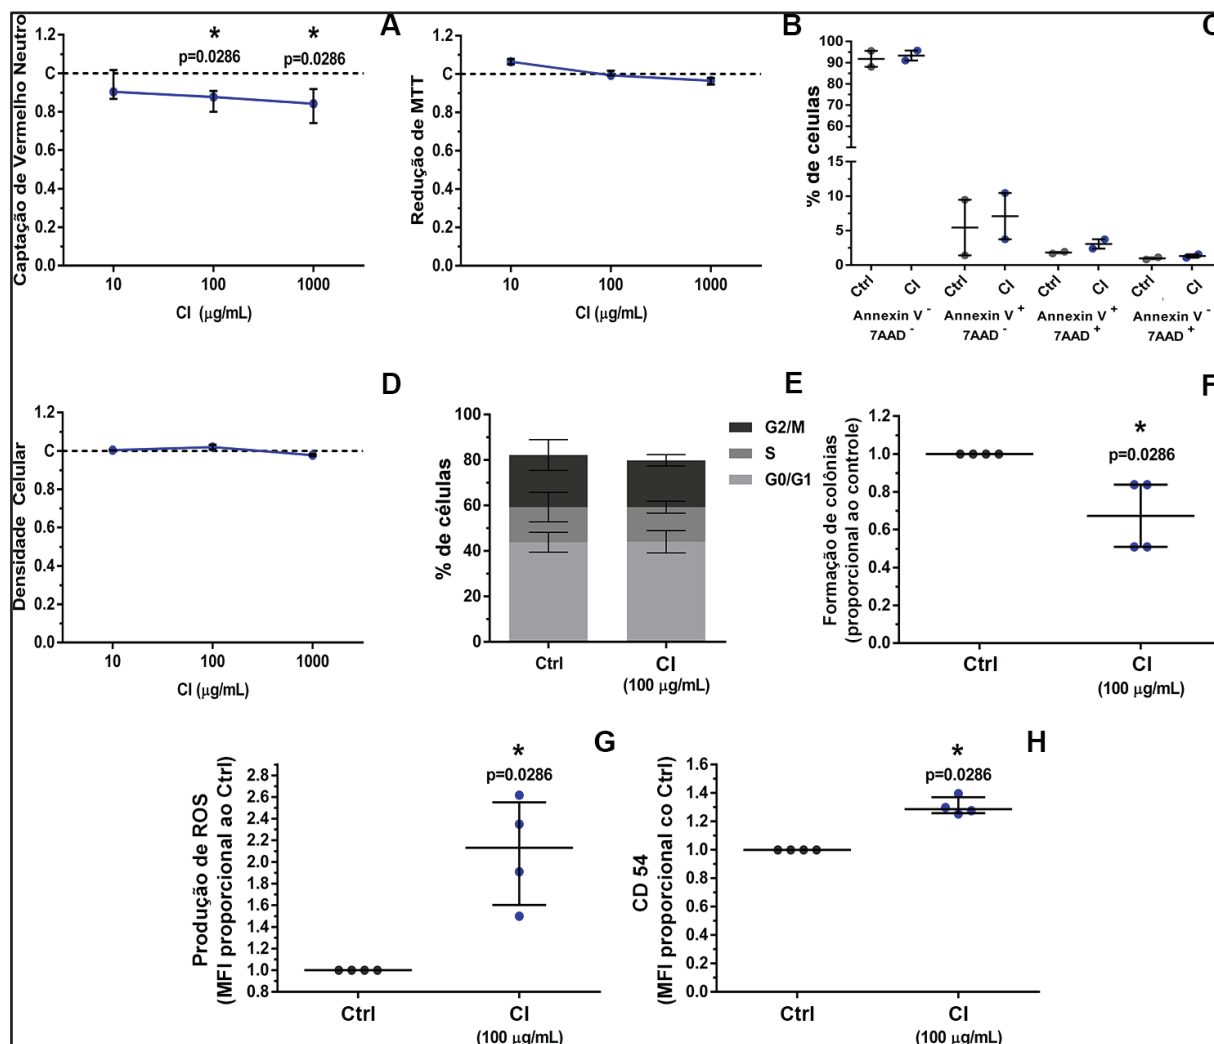 A
*
*
p=0.0286
p=0.0286
Captação de Vermelho Neutro
1.2
C
0.8
0.6
0.4
0.2
0.0
10
100
1000
CI (µg/mL)
B
Redução de MTT
1.2
C
0.8
0.6
0.4
0.2
0.0
10
100
1000
CI (µg/mL)
C
% de celulas
100
90
80
70
60
15
10
5
0
Ctrl
CI
Ctrl
CI
Ctrl
CI
Ctrl
CI
Annexin V -
7AAD -
Annexin V +
7AAD -
Annexin V +
7AAD +
Annexin V -
7AAD +
D
Densidade Celular
1.2
C
0.8
0.6
0.4
0.2
0.0
10
100
1000
CI (µg/mL)
E
% de células
100
80
60
40
20
0
G2/M
S
G0/G1
Ctrl
CI
(100 µg/mL)
F
*
p=0.0286
Formação de colônias
(proporcional ao controle)
1.2
1.0
0.8
0.6
0.4
0.2
0.0
Ctrl
CI
(100 µg/mL)
G
*
p=0.0286
Produção de ROS
(MFI proporcional ao Ctrl)
2.8
2.6
2.4
2.2
2.0
1.8
1.6
1.4
1.2
1.0
0.8
Ctrl
CI
(100 µg/mL)
H
*
p=0.0286
CD 54
(MFI proporcional co Ctrl)
1.6
1.4
1.2
1.0
0.8
0.6
0.4
0.2
0.0
Ctrl
CI
(100 µg/mL)